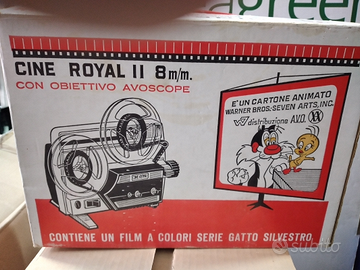 green
CINE ROYAL II 8 m/m.
CON OBIETTIVO AVOSCOPE
E' UN CARTONE ANIMATO
WARNER BROS.-SEVEN ARTS, INC.
distribuzione A.V.O.
CONTIENE UN FILM A COLORI SERIE GATTO SILVESTRO
subito